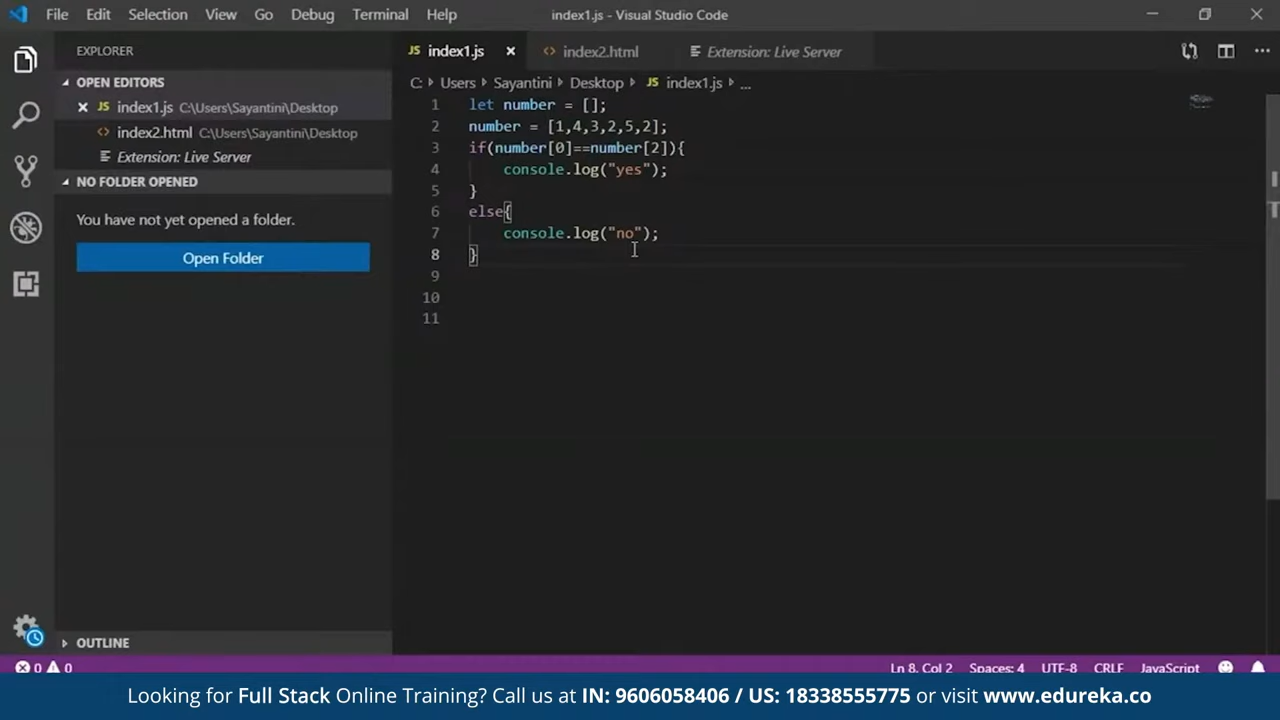 File Edit Selection View Go Debug Terminal Help index1.js - Visual Studio Code
EXPLORER
OPEN EDITORS
JS index1.js C:\Users\Sayantini\Desktop
<> index2.html C:\Users\Sayantini\Desktop
Extension: Live Server
NO FOLDER OPENED
You have not yet opened a folder.
Open Folder
OUTLINE
JS index1.js <> index2.html Extension: Live Server
C: > Users > Sayantini > Desktop > JS index1.js > ...
1 let number = [];
2 number = [1,4,3,2,5,2];
3 if(number[0]==number[2]){
4 console.log("yes");
5 }
6 else{
7 console.log("no");
8 }
9
10
11
0 0 Ln 8, Col 2 Spaces: 4 UTF-8 CRLF JavaScript
Looking for Full Stack Online Training? Call us at IN: 9606058406 / US: 18338555775 or visit www.edureka.co